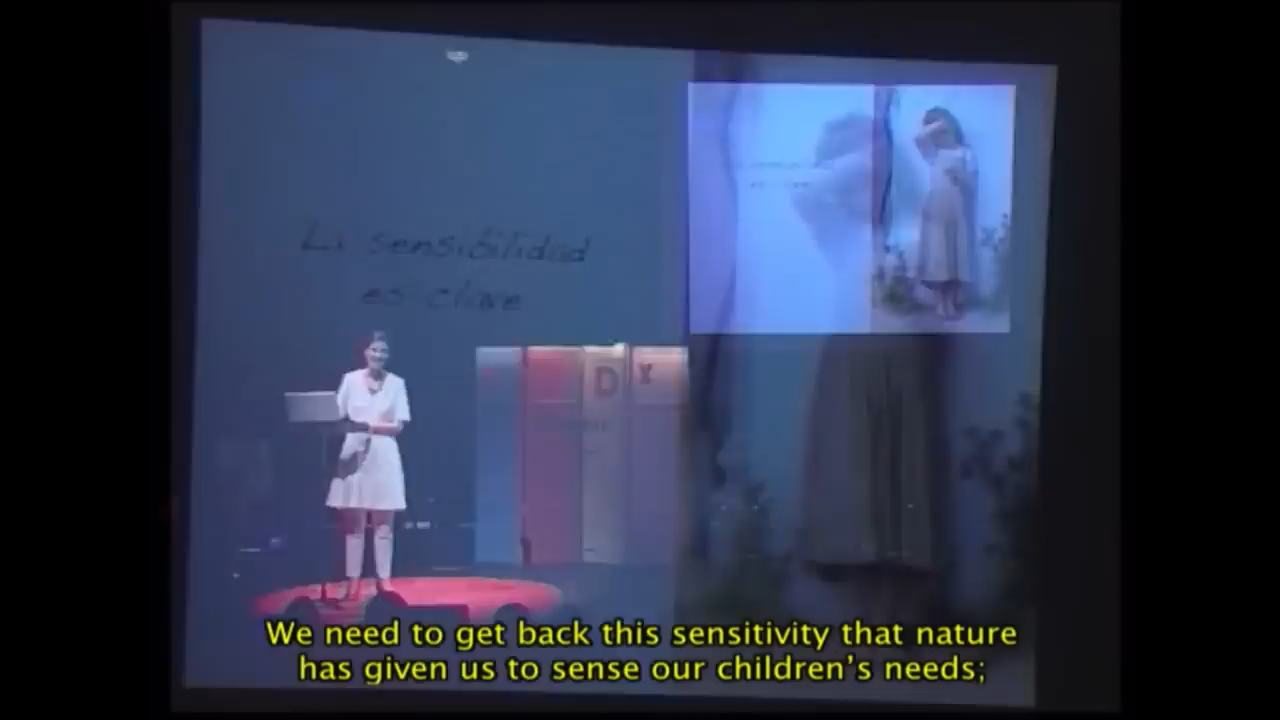 La sensibilidad
es clave
D
X
We need to get back this sensitivity that nature
has given us to sense our children's needs;